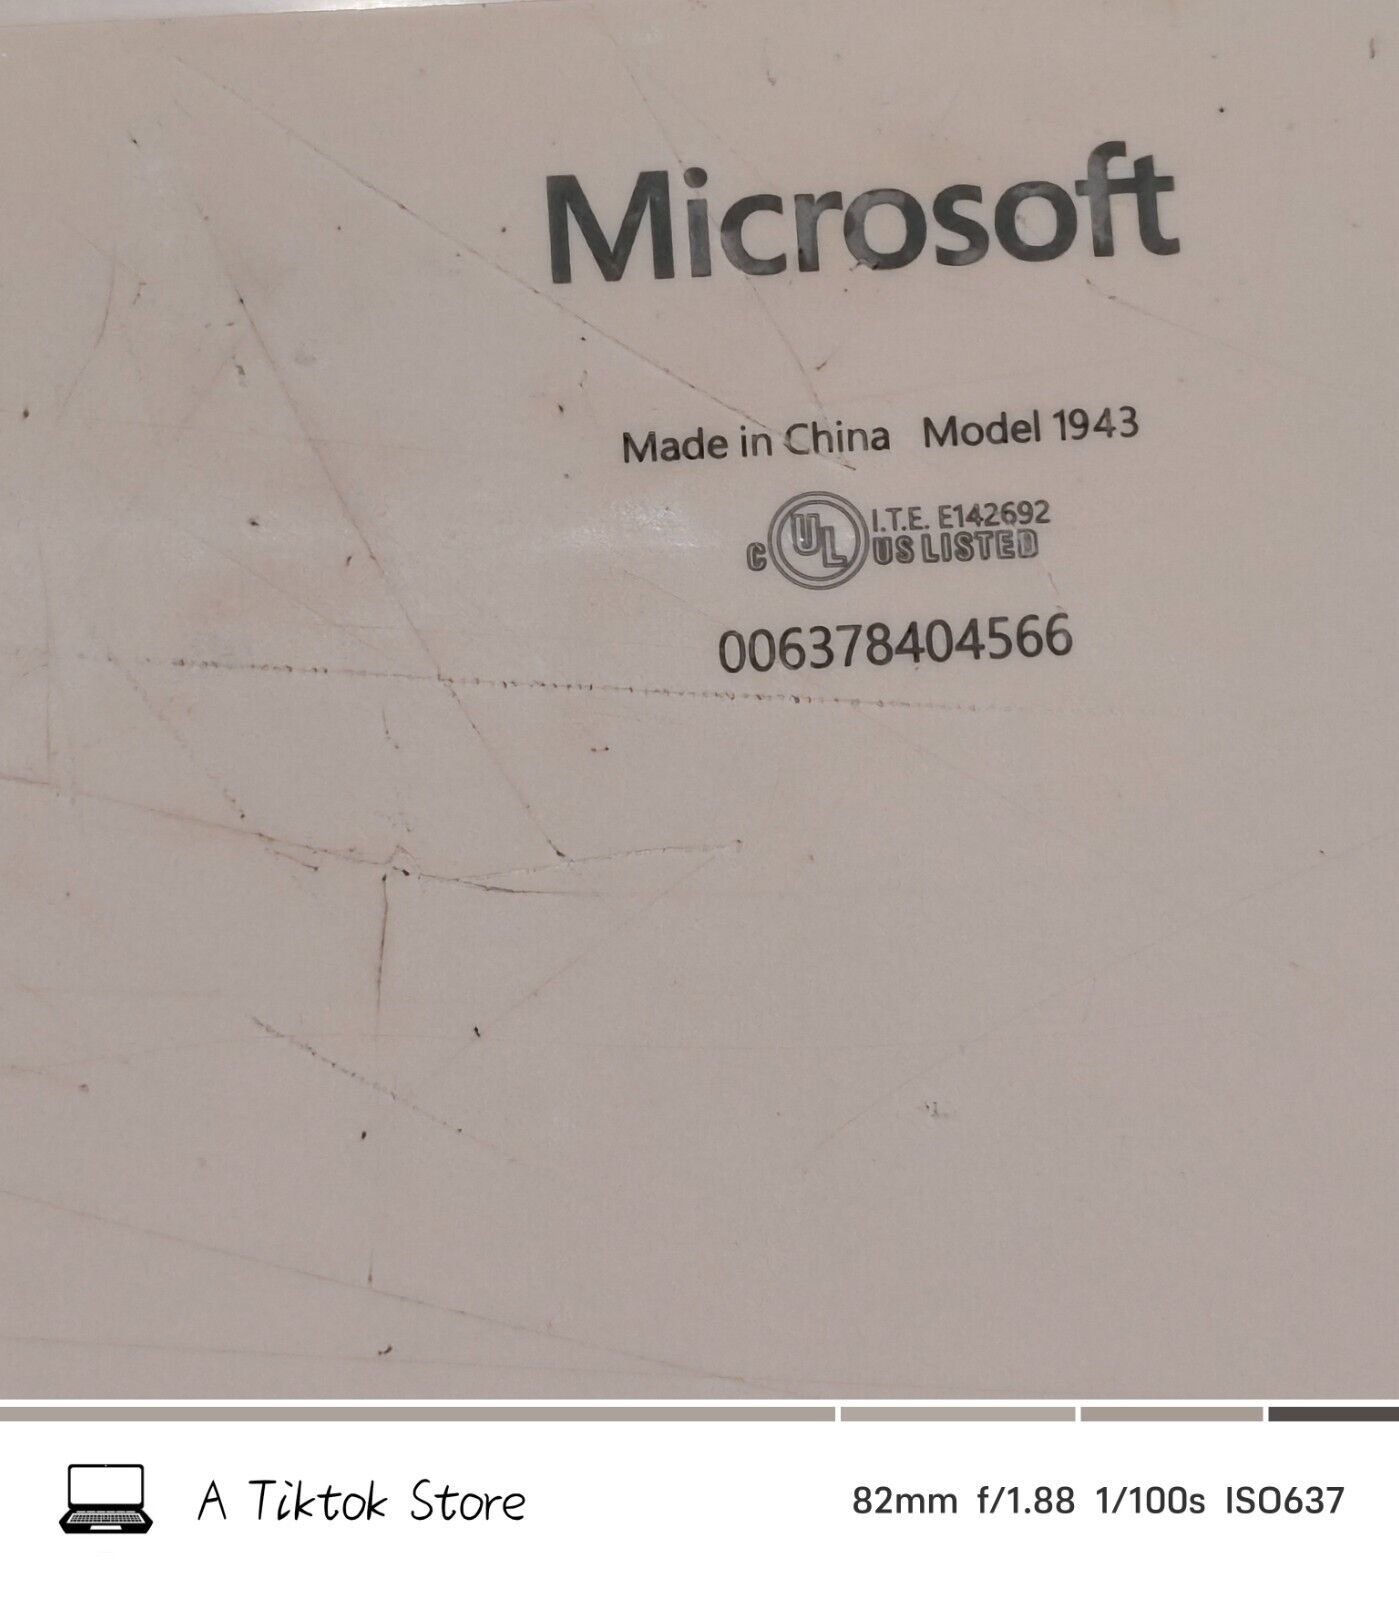 Microsoft
Made in China Model 1943
C UL I.T.E. E142692
US LISTED
006378404566
A Tiktok Store
82mm f/1.88 1/100s ISO637